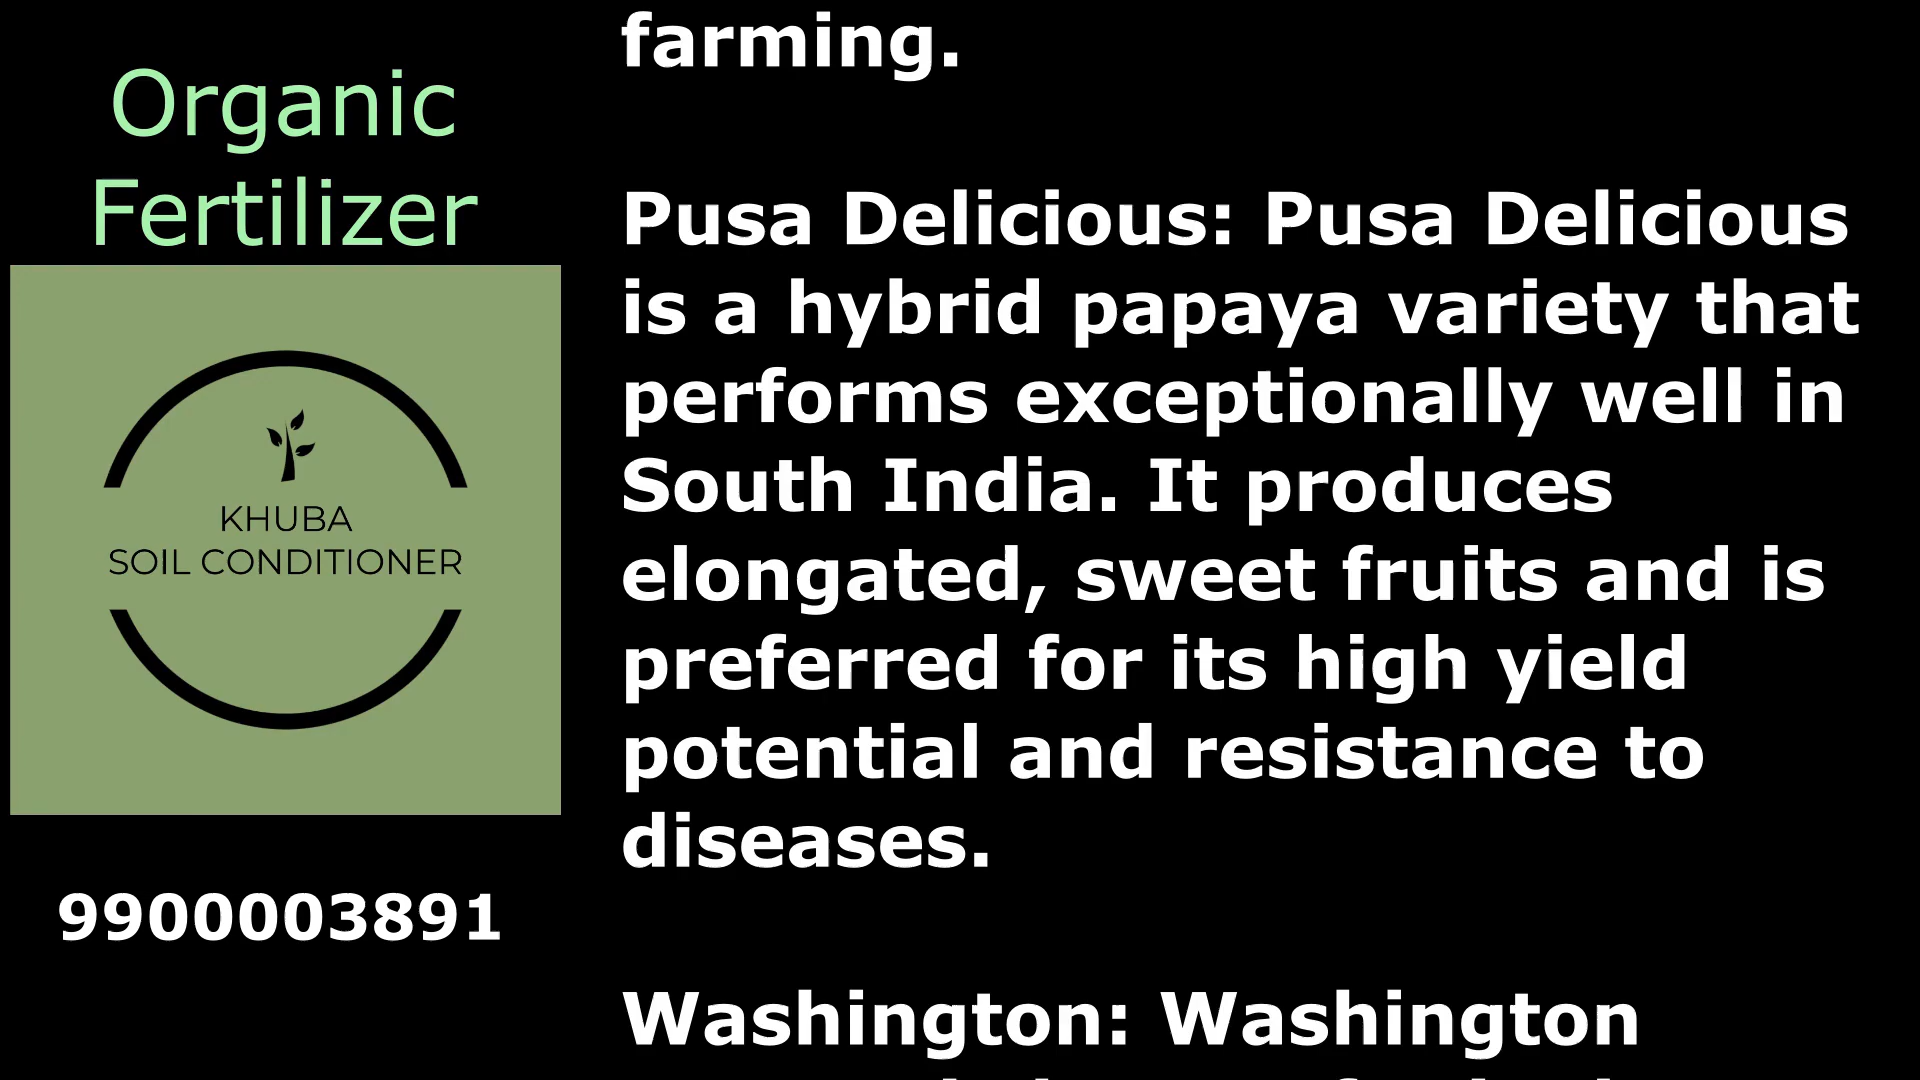 Organic
Fertilizer
KHUBA
SOIL CONDITIONER
9900003891
farming.
Pusa Delicious: Pusa Delicious
is a hybrid papaya variety that
performs exceptionally well in
South India. It produces
elongated, sweet fruits and is
preferred for its high yield
potential and resistance to
diseases.
Washington: Washington